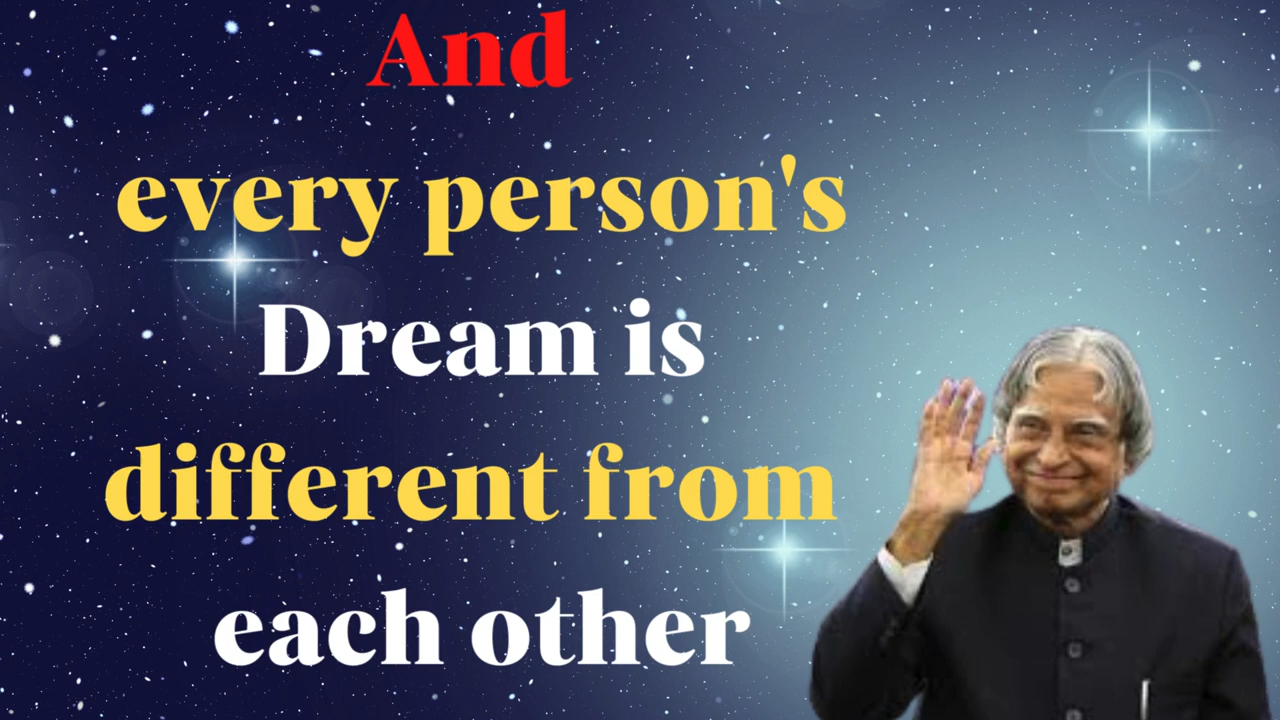 And
every person's
Dream is
different from
each other